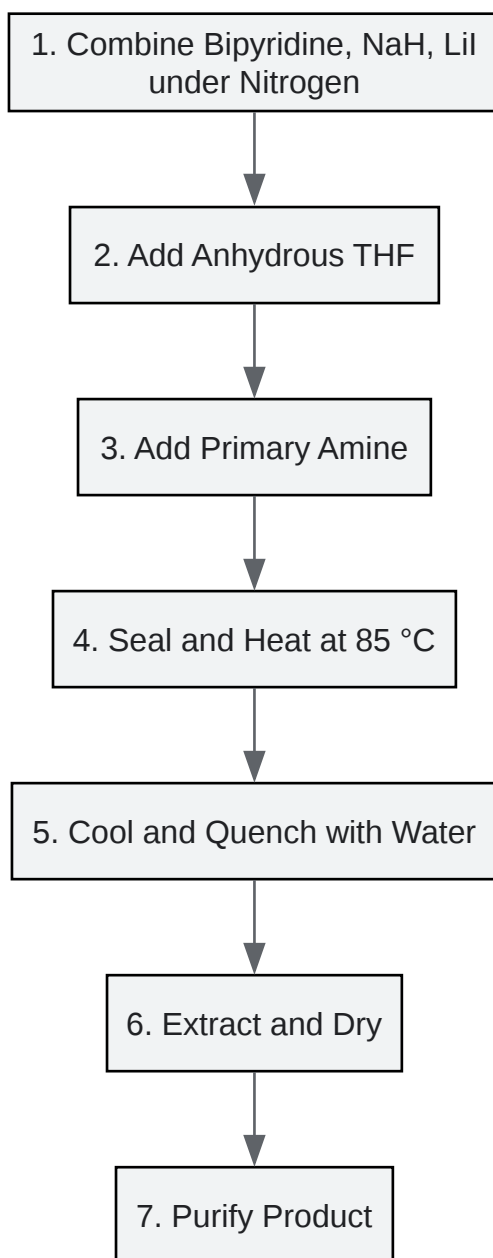 1. Combine Bipyridine, NaH, LiI
under Nitrogen
2. Add Anhydrous THF
3. Add Primary Amine
4. Seal and Heat at 85 °C
5. Cool and Quench with Water
6. Extract and Dry
7. Purify Product